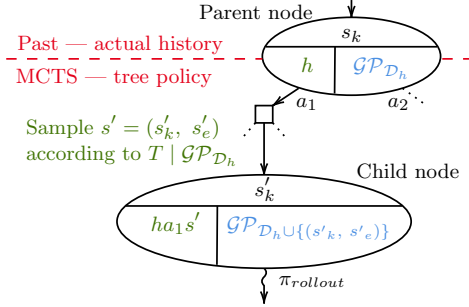 Parent node
s_k
Past — actual history
h
𝒢𝒫_{𝒟_h}
MCTS — tree policy
a_1
a_2
Sample s′ = (s′_k, s′_e)
according to T | 𝒢𝒫_{𝒟_h}
Child node
s′_k
ha_1s′
𝒢𝒫_{𝒟_h∪{(s′_k, s′_e)}}
π_{rollout}